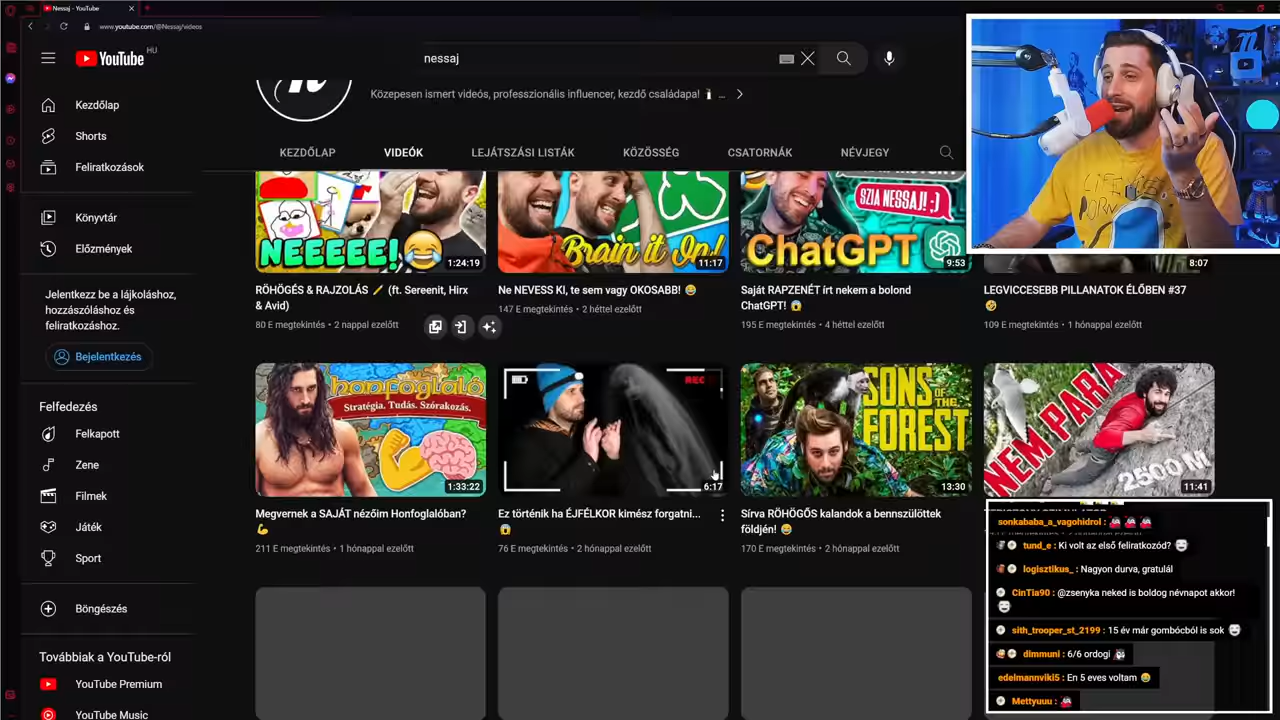 Nessaj - YouTube
www.youtube.com/@Nessaj/videos
YouTube HU
nessaj
Közepesen ismert videós, professzionális influencer, kezdő családapa! ...
Kezdőlap
Shorts
Feliratkozások
Könyvtár
Előzmények
Jelentkezz be a lájkoláshoz,
hozzászóláshoz és
feliratkozáshoz.
Bejelentkezés
Felfedezés
Felkapott
Zene
Filmek
Játék
Sport
Böngészés
Továbbiak a YouTube-ról
YouTube Premium
YouTube Music
KEZDŐLAP VIDEÓK LEJÁTSZÁSI LISTÁK KÖZÖSSÉG CSATORNÁK NÉVJEGY
NEEEE! 😂
1:24:19
Brain it On!
11:17
SZIA NESSAJ! :)
ChatGPT
9:53
8:07
RÖHÖGÉS & RAJZOLÁS 🖍️ (ft. Sereenit, Hirx
& Avid)
80 E megtekintés • 2 nappal ezelőtt
Ne NEVESS KI, te sem vagy OKOSABB! 😂
147 E megtekintés • 2 héttel ezelőtt
Saját RAPZENÉT írt nekem a bolond
ChatGPT! 😱
195 E megtekintés • 4 héttel ezelőtt
LEGVICCESEBB PILLANATOK ÉLŐBEN #37
🤣
109 E megtekintés • 1 hónappal ezelőtt
honfoglaló
Stratégia. Tudás. Szórakozás.
1:33:22
REC
6:17
SONS
OF THE
FOREST
13:30
NEM PARA
2500 M
11:41
Megvernek a SAJÁT nézőim a Honfoglalóban?
💪
211 E megtekintés • 1 hónappal ezelőtt
Ez történik ha ÉJFÉLKOR kimész forgatni...
😱
76 E megtekintés • 2 hónappal ezelőtt
Sírva RÖHÖGŐS kalandok a bennszülöttek
földjén! 😅
170 E megtekintés • 2 hónappal ezelőtt
sonkababa_a_vagohidrol :
tund_e : Ki volt az első feliratkozód?
logisztikus_ : Nagyon durva, gratulál
CinTia90 : @zsenyka neked is boldog névnapot akkor!
sith_trooper_st_2199 : 15 év már gombócból is sok
dimmuni : 6/6 ordogi
edelmannviki5 : En 5 eves voltam 😂
Mettyuuu :